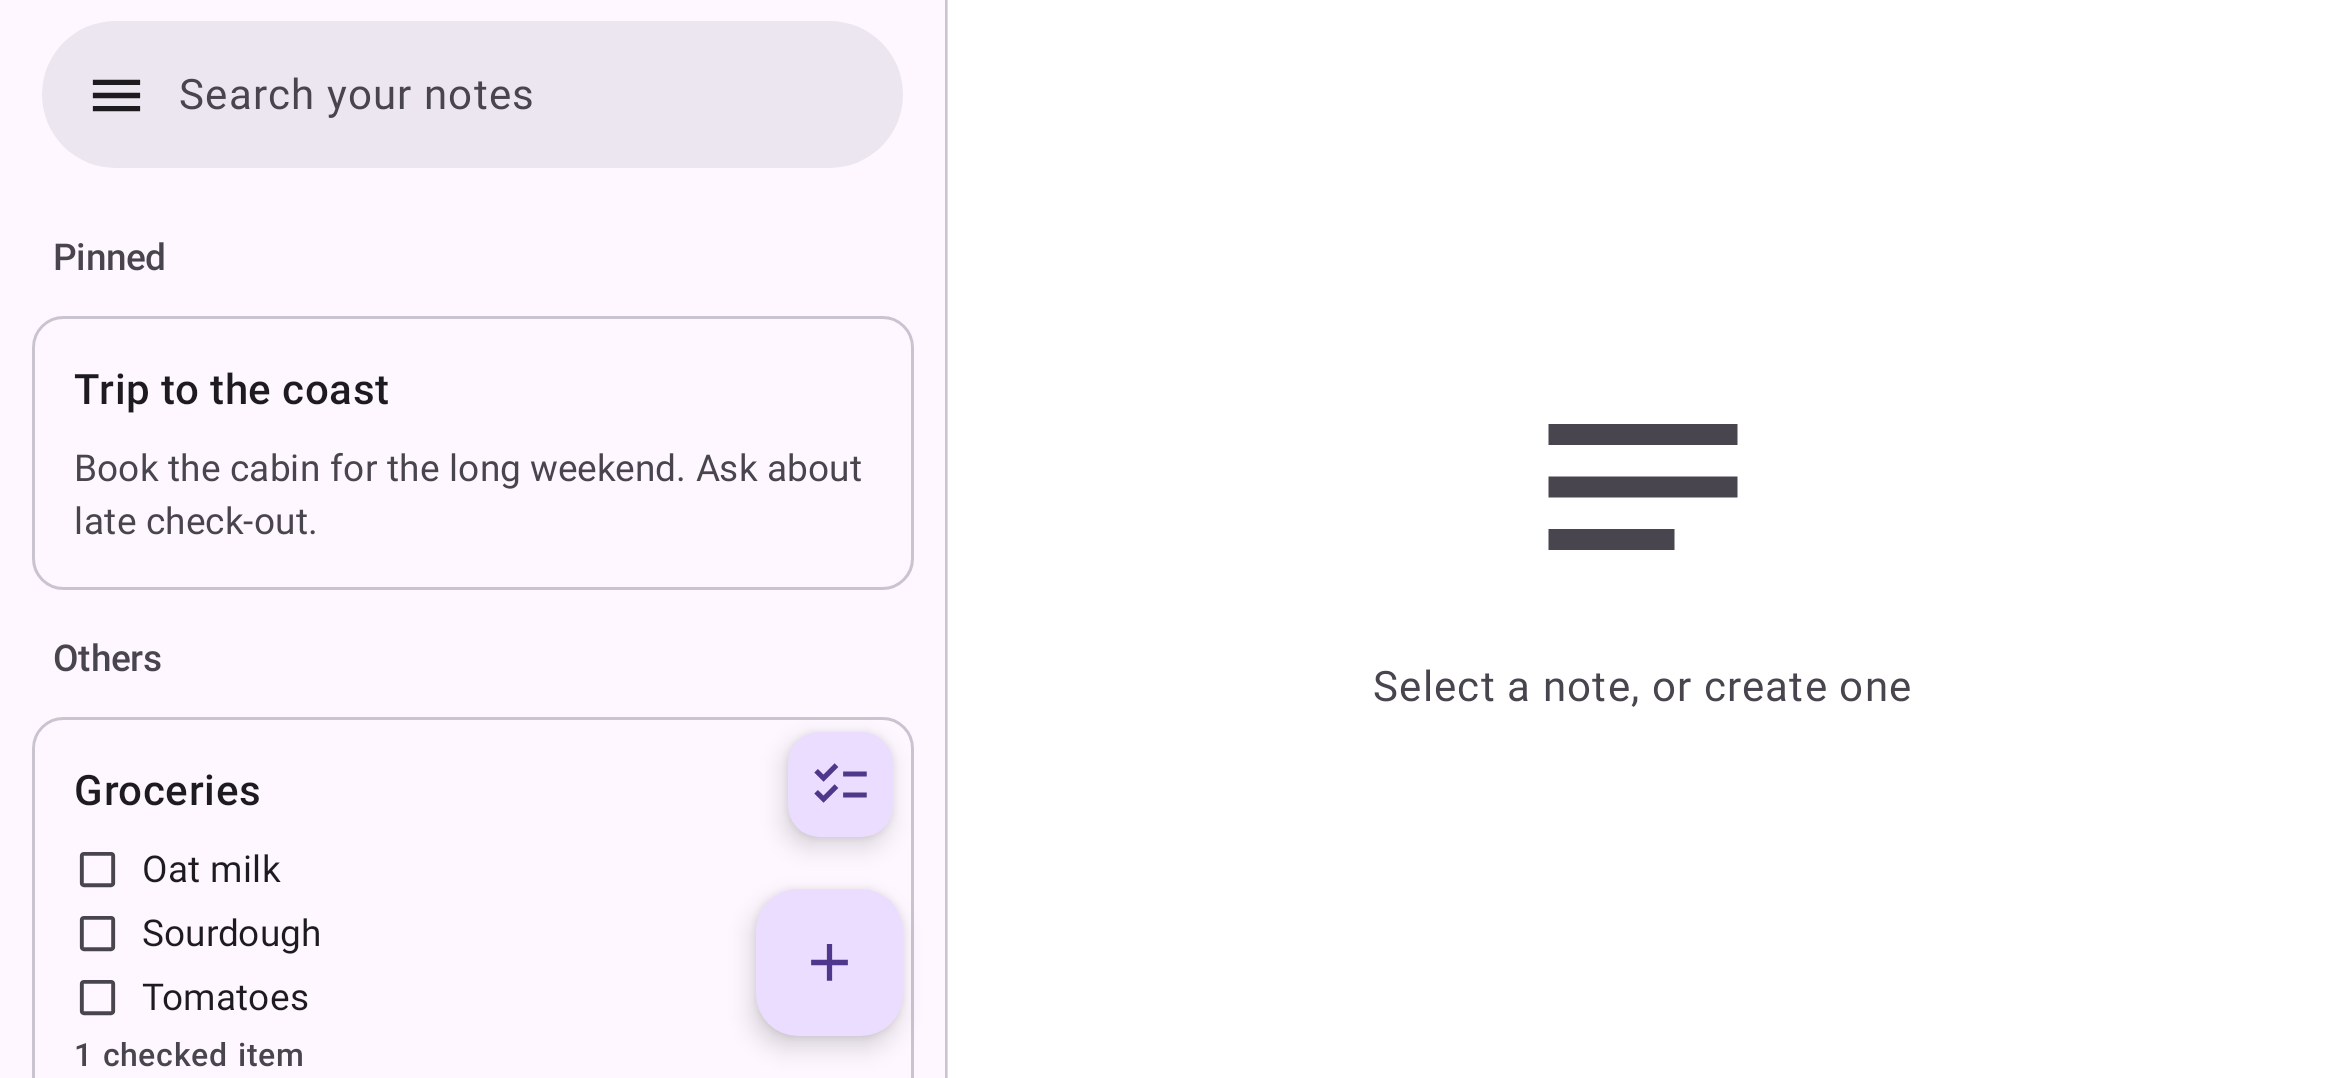 Search your notes
Pinned
Trip to the coast
Book the cabin for the long weekend. Ask about
late check-out.
Others
Groceries
Oat milk
Sourdough
Tomatoes
1 checked item
Select a note, or create one